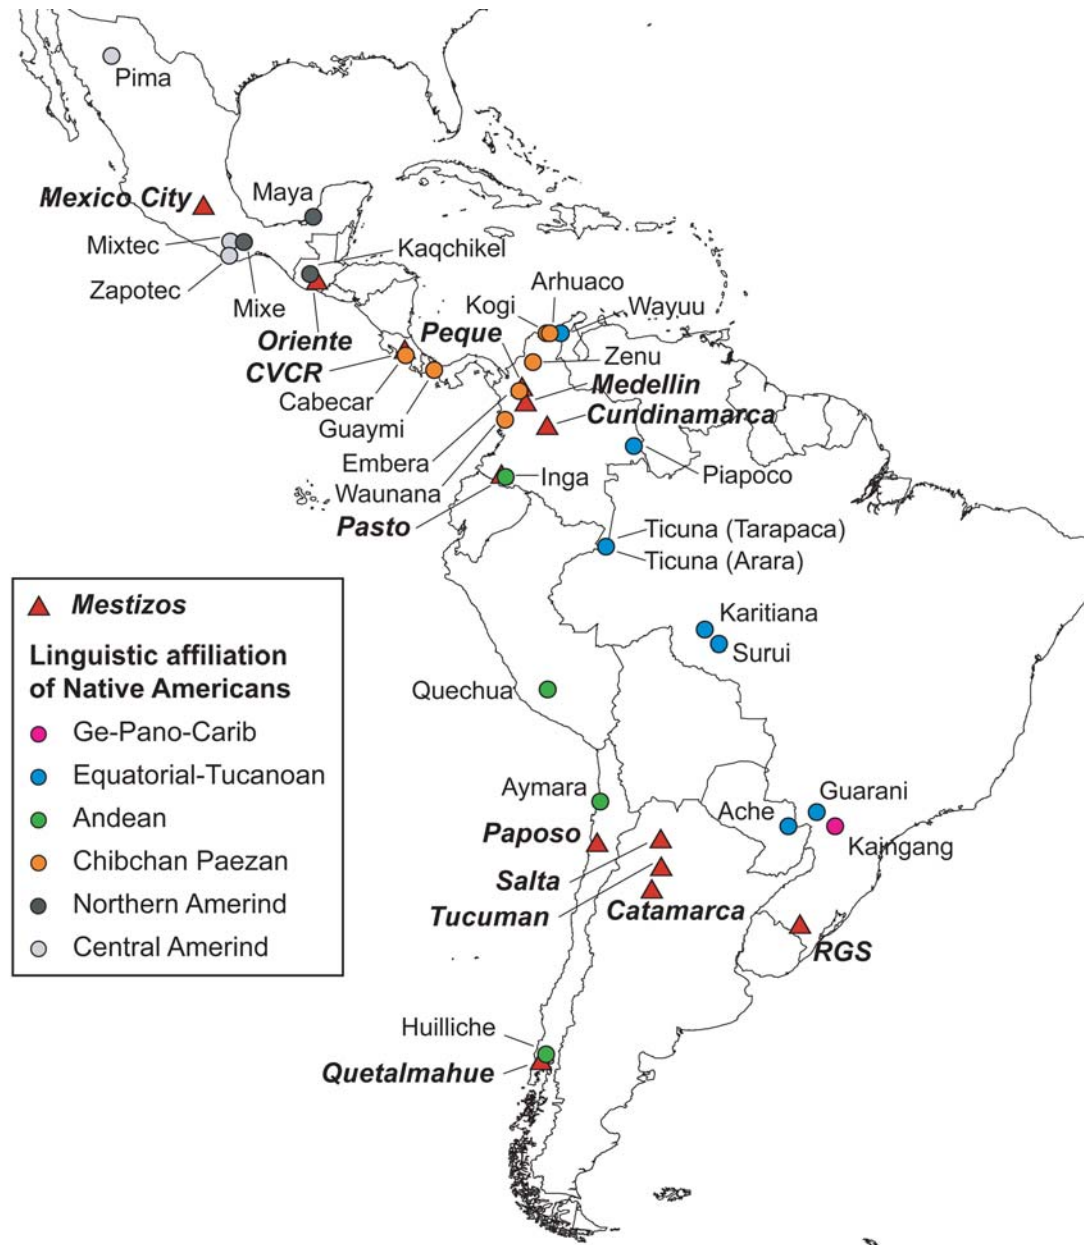 Pima
Mexico City
Maya
Mixtec
Kaqchikel
Zapotec
Mixe
Arhuaco
Kogi
Wayuu
Oriente
Peque
Zenu
CVCR
Medellin
Cabecar
Cundinamarca
Guaymi
Embera
Piapoco
Waunana
Inga
Pasto
Ticuna (Tarapaca)
Ticuna (Arara)
Mestizos
Linguistic affiliation
of Native Americans
Ge-Pano-Carib
Equatorial-Tucanoan
Andean
Chibchan Paezan
Northern Amerind
Central Amerind
Karitiana
Surui
Quechua
Aymara
Guarani
Ache
Paposo
Kaingang
Salta
Tucuman
Catamarca
RGS
Huilliche
Quetalmahue